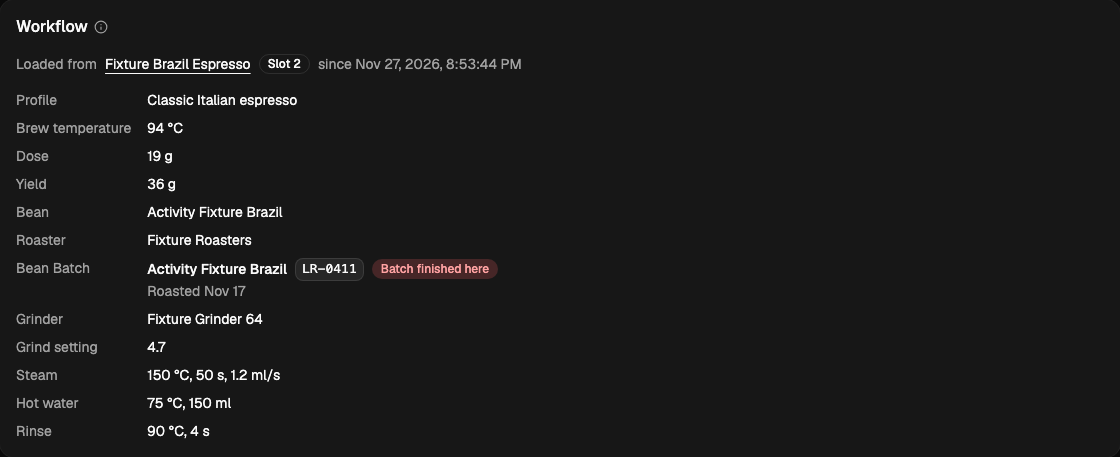 Workflow
Loaded from Fixture Brazil Espresso Slot 2 since Nov 27, 2026, 8:53:44 PM
Profile Classic Italian espresso
Brew temperature 94 °C
Dose 19 g
Yield 36 g
Bean Activity Fixture Brazil
Roaster Fixture Roasters
Bean Batch Activity Fixture Brazil LR-0411 Batch finished here
Roasted Nov 17
Grinder Fixture Grinder 64
Grind setting 4.7
Steam 150 °C, 50 s, 1.2 ml/s
Hot water 75 °C, 150 ml
Rinse 90 °C, 4 s